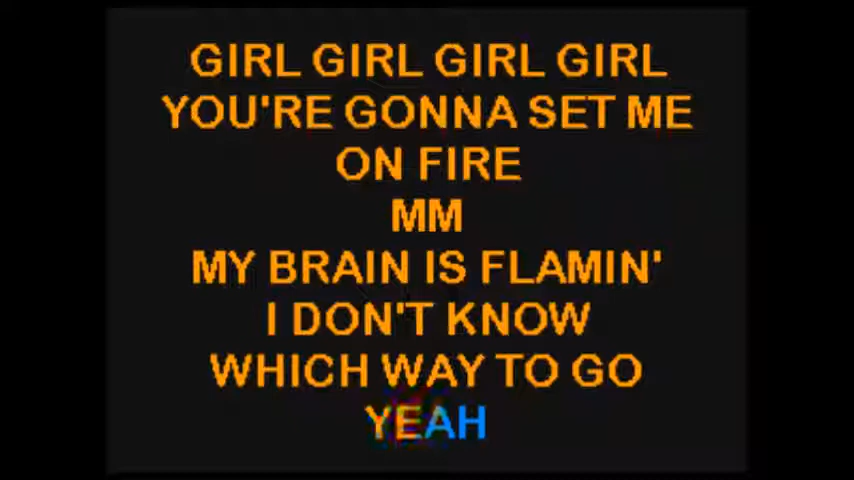 GIRL GIRL GIRL GIRL
YOU'RE GONNA SET ME
ON FIRE
MM
MY BRAIN IS FLAMIN'
I DON'T KNOW
WHICH WAY TO GO
YEAH